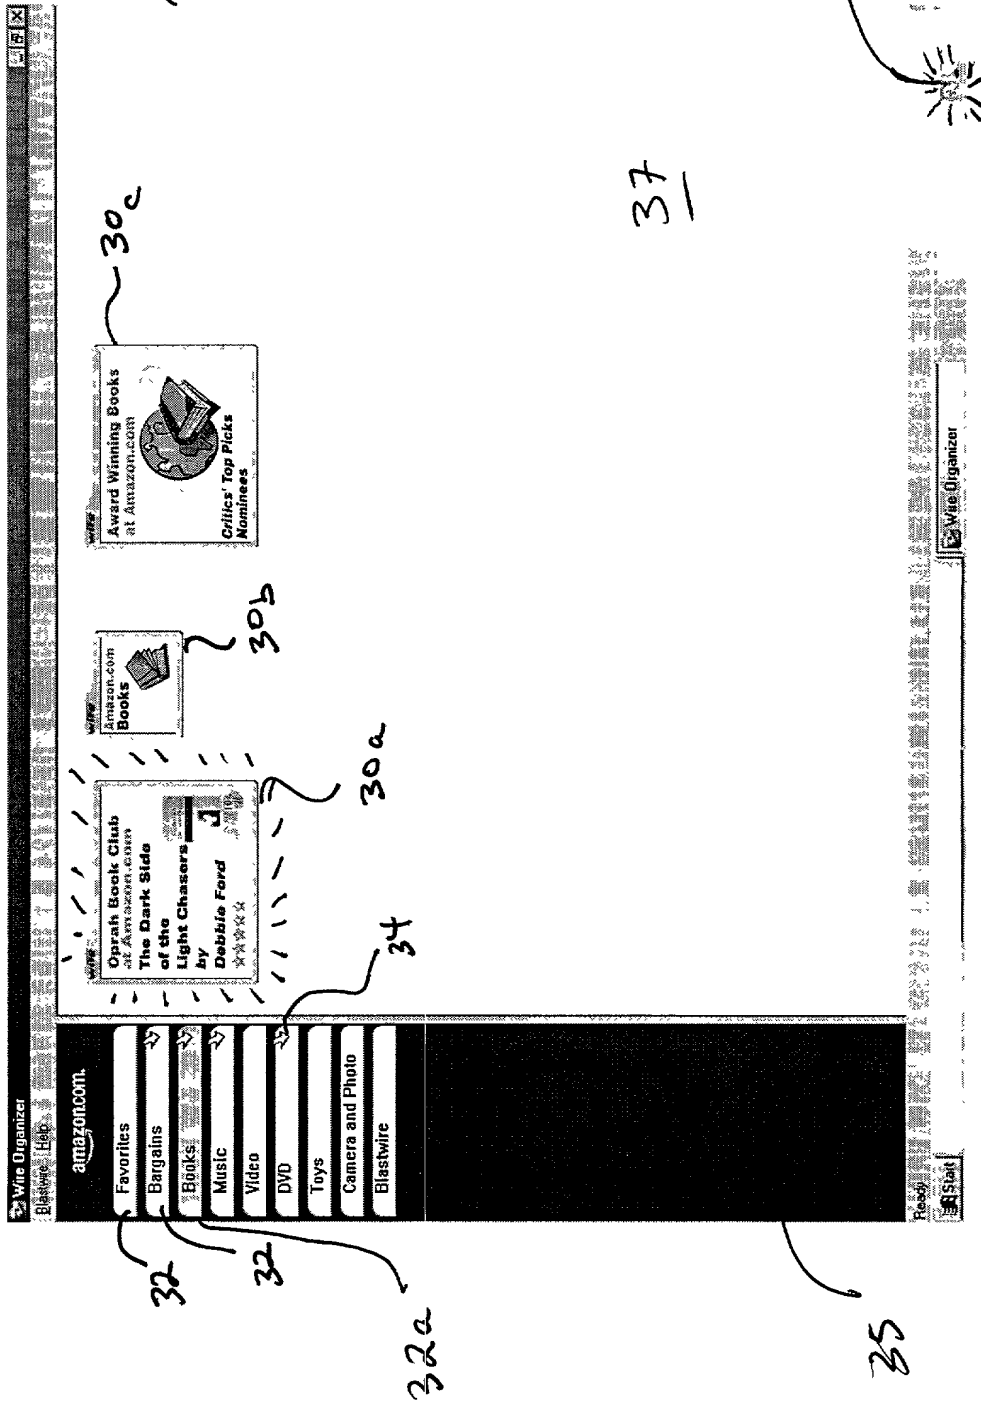 Wire Organizer
Blastwire Help
amazon.com.
Favorites
Bargains
Books
Music
Video
DVD
Toys
Camera and Photo
Blastwire
wire
Oprah Book Club
at Amazon.com
The Dark Side
of the
Light Chasers
by
Debbie Ford
wire
Amazon.com
Books
wire
Award Winning Books
at Amazon.com
Critics' Top Picks
Nominees
30a
30b
30c
32
32
32a
34
35
37
Ready
Start
Wire Organizer